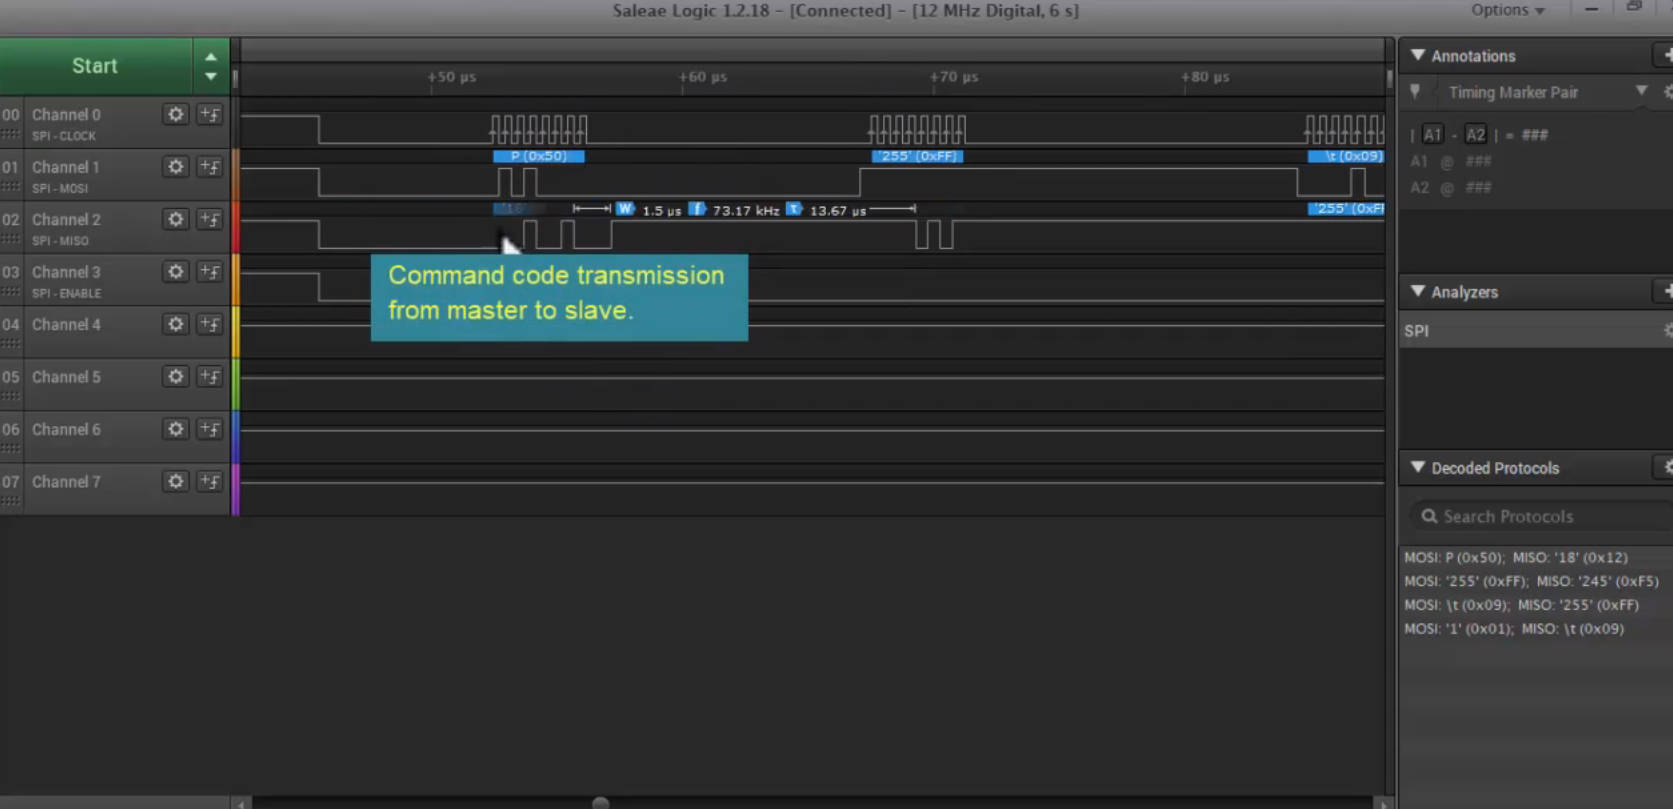 Saleae Logic 1.2.18 - [Connected] - [12 MHz Digital, 6 s]
Options
Start
+50 µs
+60 µs
+70 µs
+80 µs
Annotations
Timing Marker Pair
| A1 - A2 | = ###
A1 @ ###
A2 @ ###
00 Channel 0
SPI - CLOCK
P (0x50)
'255' (0xFF)
\t (0x09)
01 Channel 1
SPI - MOSI
W 1.5 µs f 73.17 kHz T 13.67 µs
'255' (0xFF
02 Channel 2
SPI - MISO
03 Channel 3
SPI - ENABLE
Command code transmission
from master to slave.
04 Channel 4
05 Channel 5
06 Channel 6
07 Channel 7
Analyzers
SPI
Decoded Protocols
Search Protocols
MOSI: P (0x50); MISO: '18' (0x12)
MOSI: '255' (0xFF); MISO: '245' (0xF5)
MOSI: \t (0x09); MISO: '255' (0xFF)
MOSI: '1' (0x01); MISO: \t (0x09)